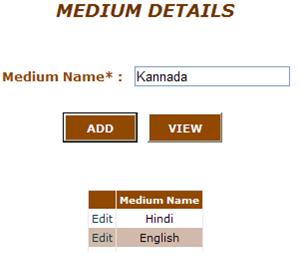 MEDIUM DETAILS
Medium Name* : Kannada
ADD VIEW
Medium Name
Edit Hindi
Edit English